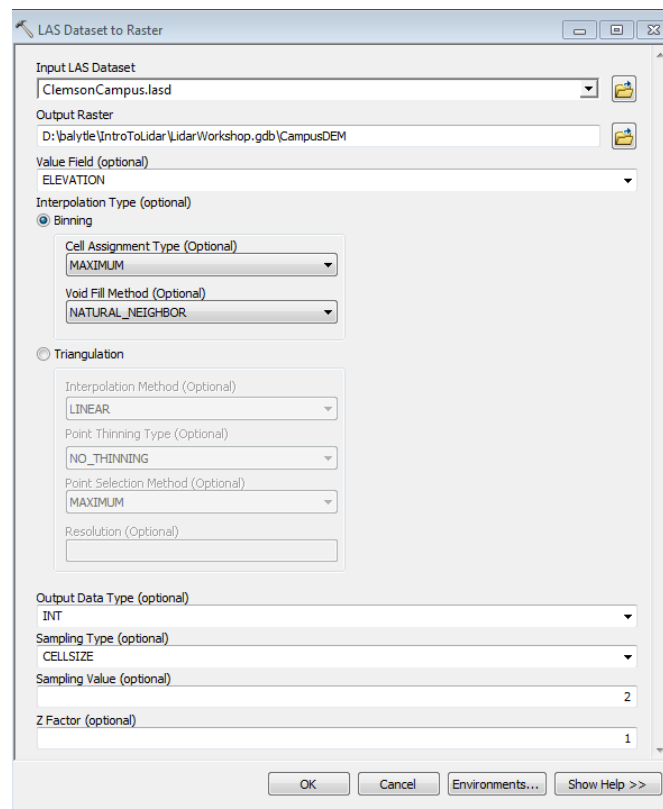 LAS Dataset to Raster
Input LAS Dataset
ClemsonCampus.lasd
Output Raster
D:\balytle\IntroToLidar\LidarWorkshop.gdb\CampusDEM
Value Field (optional)
ELEVATION
Interpolation Type (optional)
Binning
Cell Assignment Type (Optional)
MAXIMUM
Void Fill Method (Optional)
NATURAL_NEIGHBOR
Triangulation
Interpolation Method (Optional)
LINEAR
Point Thinning Type (Optional)
NO_THINNING
Point Selection Method (Optional)
MAXIMUM
Resolution (Optional)
Output Data Type (optional)
INT
Sampling Type (optional)
CELLSIZE
Sampling Value (optional)
2
Z Factor (optional)
1
OK Cancel Environments... Show Help >>